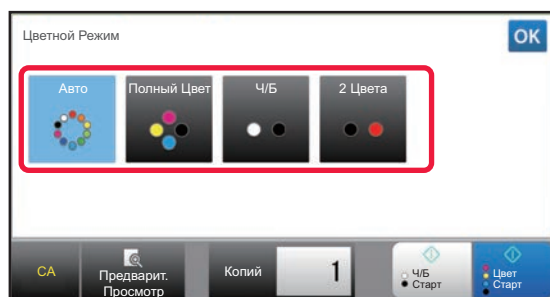 Цветной Режим
OK
Авто
Полный Цвет
Ч/Б
2 Цвета
CA
Предварит.
Просмотр
Копий
1
Ч/Б
Старт
Цвет
Старт